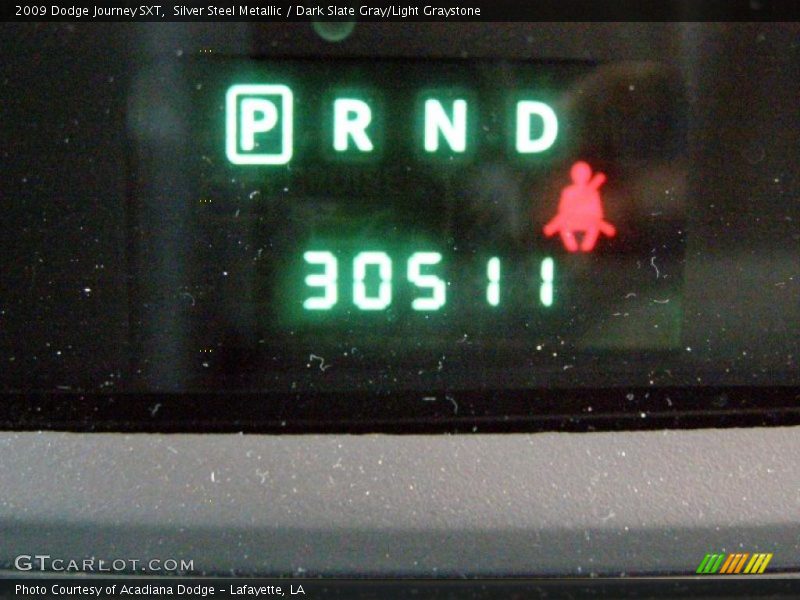 2009 Dodge Journey SXT, Silver Steel Metallic / Dark Slate Gray/Light Graystone
P R N D
30511
GTCARLOT.COM
Photo Courtesy of Acadiana Dodge - Lafayette, LA